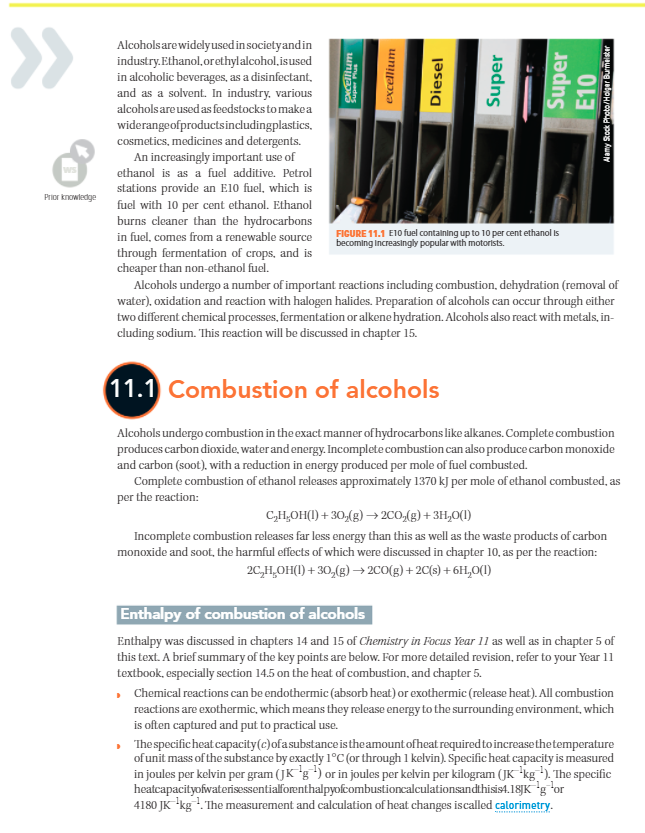 Alcohols are widely used in society and in
industry. Ethanol, or ethyl alcohol, is used
in alcoholic beverages, as a disinfectant,
and as a solvent. In industry, various
alcohols are used as feedstocks to make a
wide range of products including plastics,
cosmetics, medicines and detergents.
An increasingly important use of
ethanol is as a fuel additive. Petrol
stations provide an E10 fuel, which is
fuel with 10 per cent ethanol. Ethanol
burns cleaner than the hydrocarbons
in fuel, comes from a renewable source
through fermentation of crops, and is
cheaper than non-ethanol fuel.
WS
Prior knowledge
excellium
Super Plus
excellium
Diesel
Super
Super
E10
Alamy Stock Photo/Holger Burmeister
FIGURE 11.1 E10 fuel containing up to 10 per cent ethanol is
becoming increasingly popular with motorists.
Alcohols undergo a number of important reactions including combustion, dehydration (removal of
water), oxidation and reaction with halogen halides. Preparation of alcohols can occur through either
two different chemical processes, fermentation or alkene hydration. Alcohols also react with metals, in-
cluding sodium. This reaction will be discussed in chapter 15.
11.1 Combustion of alcohols
Alcohols undergo combustion in the exact manner of hydrocarbons like alkanes. Complete combustion
produces carbon dioxide, water and energy. Incomplete combustion can also produce carbon monoxide
and carbon (soot), with a reduction in energy produced per mole of fuel combusted.
Complete combustion of ethanol releases approximately 1370 kJ per mole of ethanol combusted, as
per the reaction:
C₂H₅OH(l) + 3O₂(g) → 2CO₂(g) + 3H₂O(l)
Incomplete combustion releases far less energy than this as well as the waste products of carbon
monoxide and soot, the harmful effects of which were discussed in chapter 10, as per the reaction:
2C₂H₅OH(l) + 3O₂(g) → 2CO(g) + 2C(s) + 6H₂O(l)
Enthalpy of combustion of alcohols
Enthalpy was discussed in chapters 14 and 15 of Chemistry in Focus Year 11 as well as in chapter 5 of
this text. A brief summary of the key points are below. For more detailed revision, refer to your Year 11
textbook, especially section 14.5 on the heat of combustion, and chapter 5.
Chemical reactions can be endothermic (absorb heat) or exothermic (release heat). All combustion
reactions are exothermic, which means they release energy to the surrounding environment, which
is often captured and put to practical use.
The specific heat capacity (c) of a substance is the amount of heat required to increase the temperature
of unit mass of the substance by exactly 1°C (or through 1 kelvin). Specific heat capacity is measured
in joules per kelvin per gram (J K⁻¹g⁻¹) or in joules per kelvin per kilogram (JK⁻¹kg⁻¹). The specific
heat capacity of water is essential for enthalpy of combustion calculations and this is 4.18 JK⁻¹g⁻¹ or
4180 JK⁻¹kg⁻¹. The measurement and calculation of heat changes is called calorimetry.